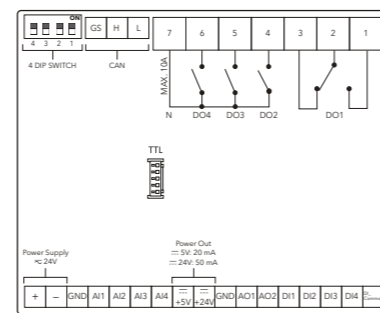 ON
4 3 2 1
4 DIP SWITCH
GS H L
CAN
7 6 5 4 3 2 1
MAX. 10A
N DO4 DO3 DO2 DO1
TTL
Power Supply
24V
Power Out
5V: 20 mA
24V: 50 mA
+ – GND AI1 AI2 AI3 AI4 +5V +24V GND AO1 AO2 DI1 DI2 DI3 DI4